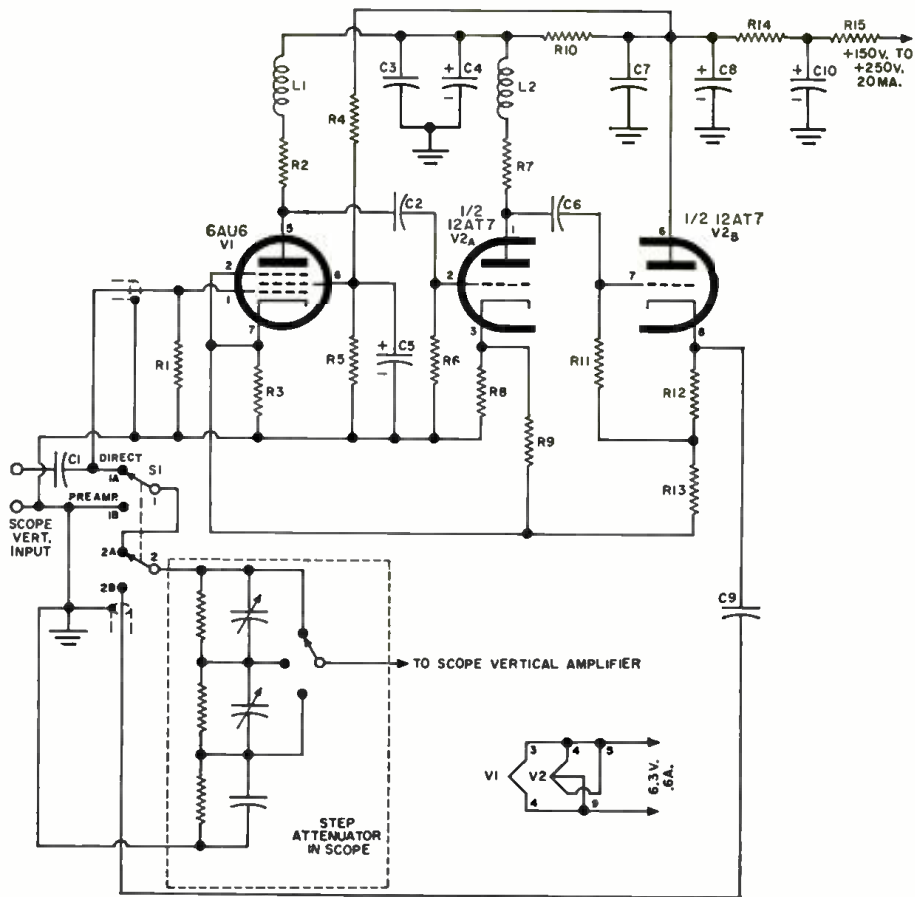 R14
R15
R10
+150V. TO
+250V.
20MA.
L1
C3
+
C4
-
L2
C7
+
C8
-
+
C10
-
R4
R2
R7
C2
C6
6AU6
V1
5
1/2
12AT7
V2A
1
1/2 12AT7
V2B
6
2
1
6
2
7
7
3
8
R1
R3
R5
+
C5
-
R6
R8
R9
R11
R12
R13
C1
DIRECT
1A
S1
1
PREAMP.
1B
SCOPE
VERT.
INPUT
2A
2
2B
C9
TO SCOPE VERTICAL AMPLIFIER
STEP
ATTENUATOR
IN SCOPE
3
4
5
V1
V2
4
9
6.3V.
.6A.